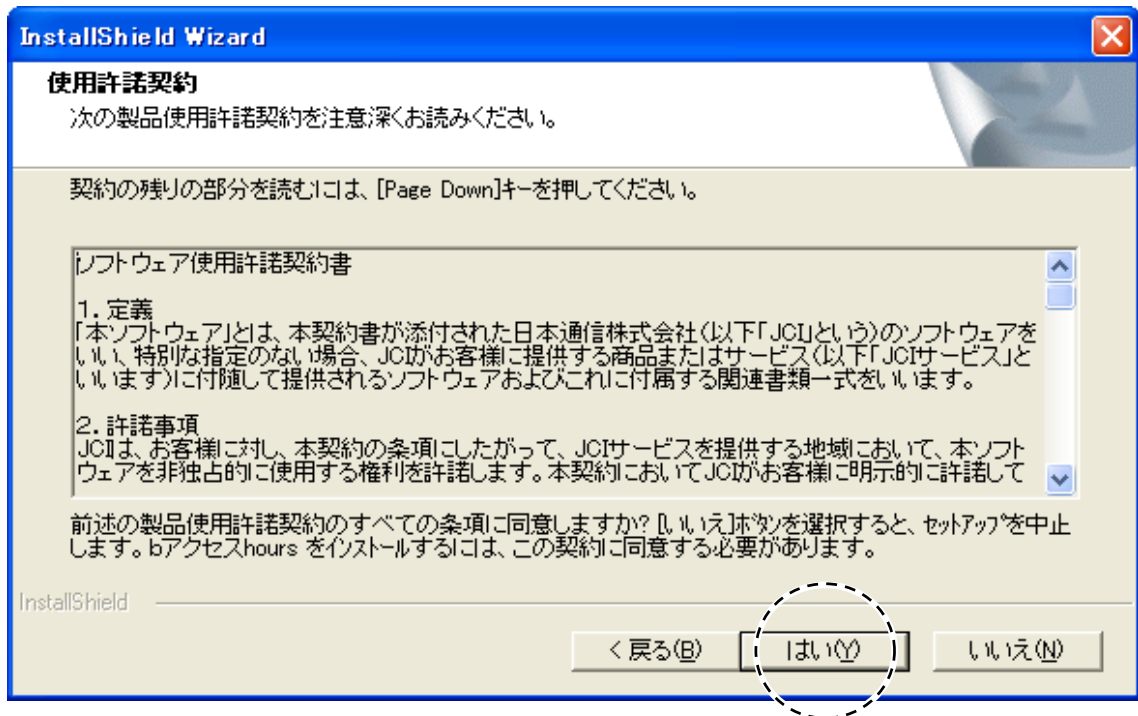 InstallShield Wizard
使用許諾契約
次の製品使用許諾契約を注意深くお読みください。
契約の残りの部分を読むには、[Page Down]キーを押してください。
ソフトウェア使用許諾契約書
1. 定義
「本ソフトウェア」とは、本契約書が添付された日本通信株式会社(以下「JCI」という)のソフトウェアを
いい、特別な指定のない場合、JCIがお客様に提供する商品またはサービス(以下「JCIサービス」と
いいます)に付随して提供されるソフトウェアおよびこれに付属する関連書類一式をいいます。
2. 許諾事項
JCIは、お客様に対し、本契約の条項にしたがって、JCIサービスを提供する地域において、本ソフト
ウェアを非独占的に使用する権利を許諾します。本契約においてJCIがお客様に明示的に許諾して
前述の製品使用許諾契約のすべての条項に同意しますか? [いいえ]ボタンを選択すると、セットアップを中止
します。bアクセスhours をインストールするには、この契約に同意する必要があります。
InstallShield
< 戻る(B) はい(Y) いいえ(N)